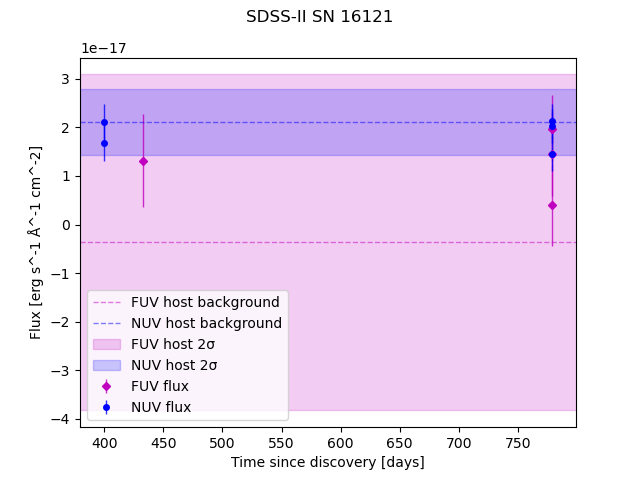 SDSS-II SN 16121
1e−17
3
2
1
0
−1
−2
−3
−4
Flux [erg s^-1 Å^-1 cm^-2]
FUV host background
NUV host background
FUV host 2σ
NUV host 2σ
FUV flux
NUV flux
400 450 500 550 600 650 700 750
Time since discovery [days]